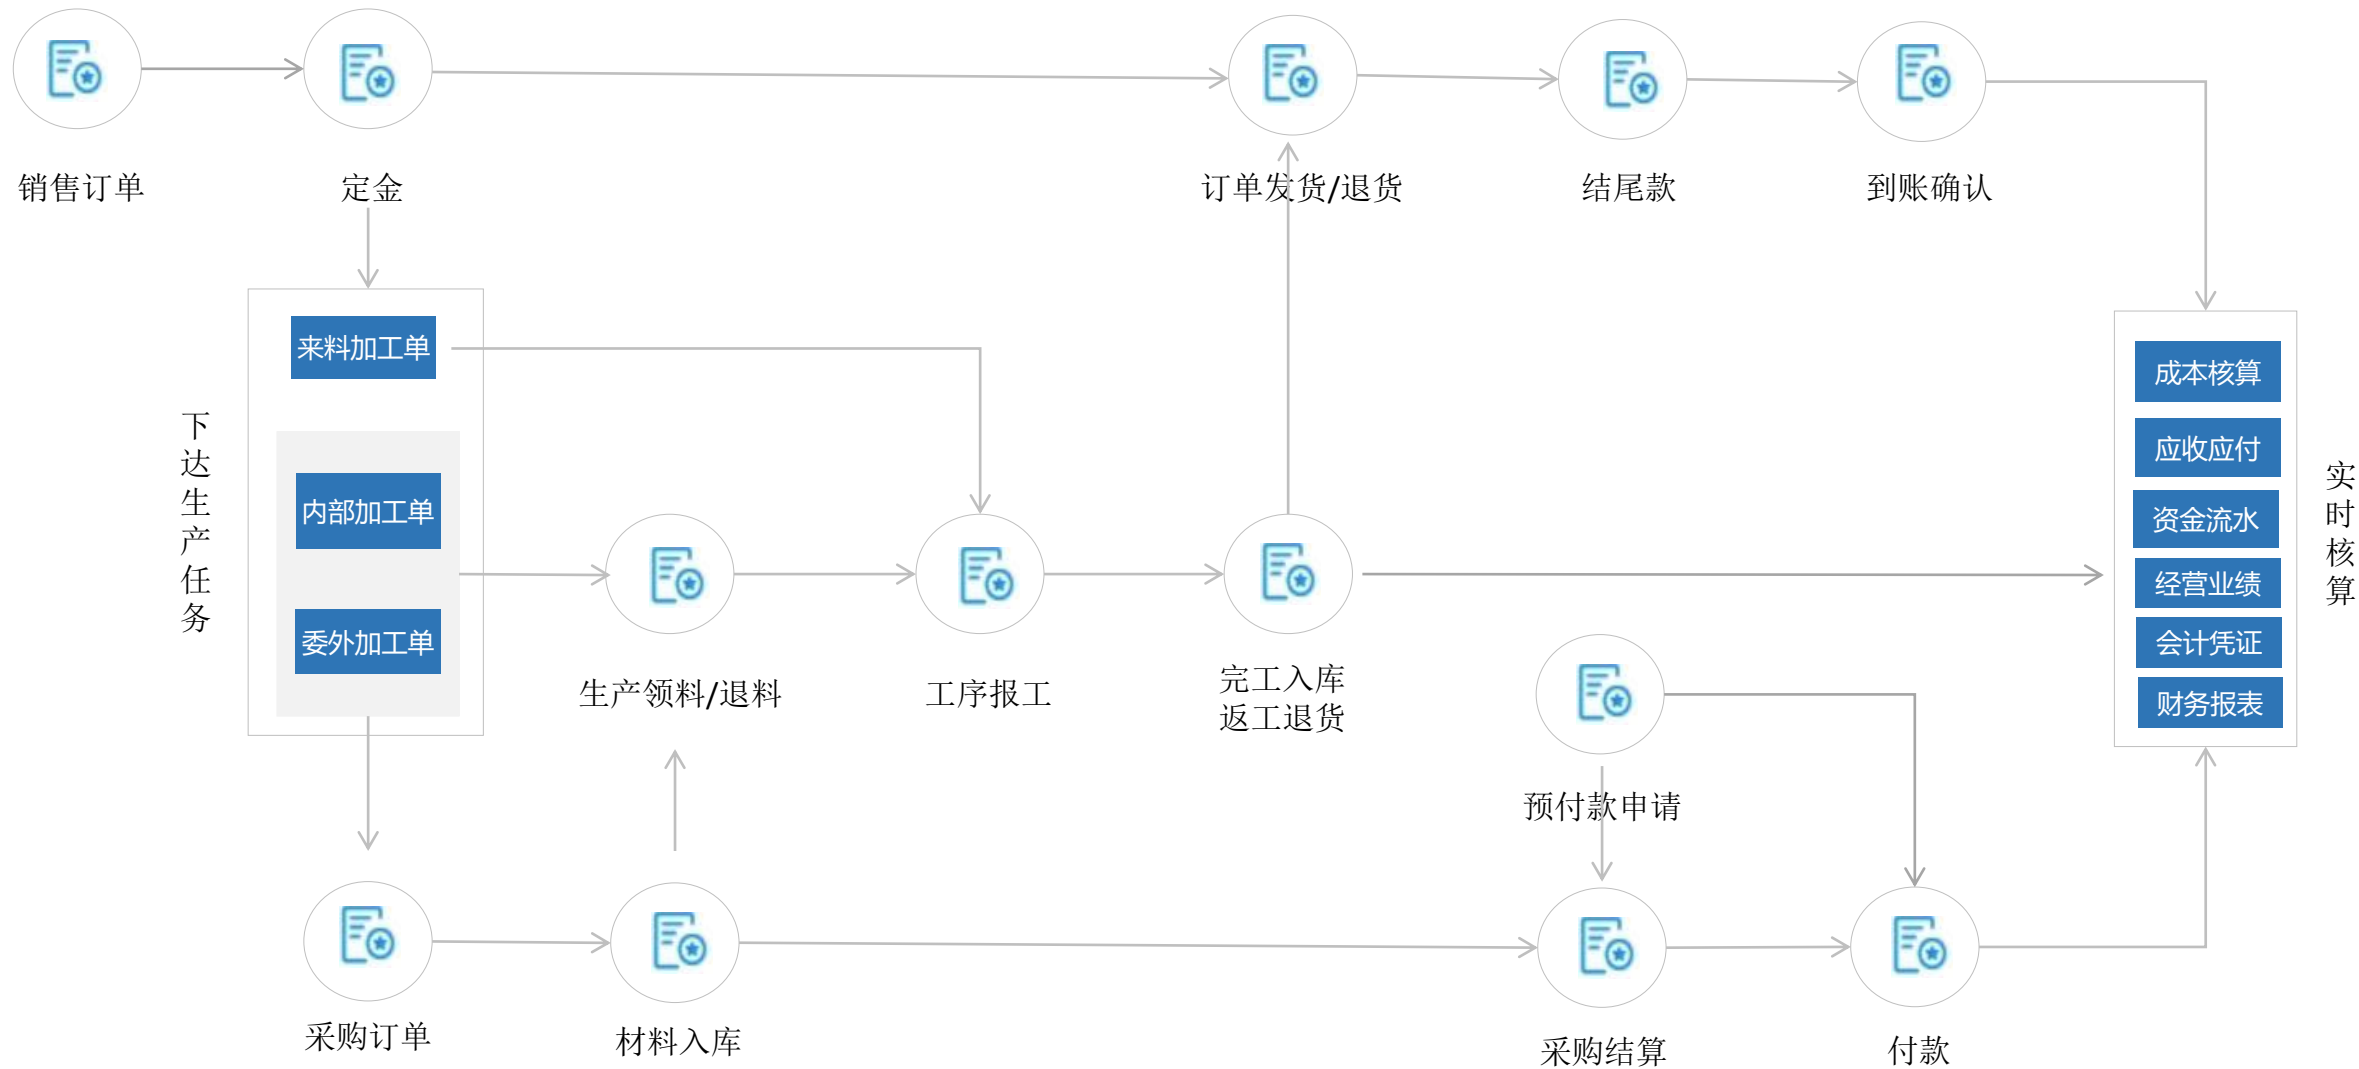 销售订单
定金
订单发货/退货
结尾款
到账确认
下达生产任务
来料加工单
内部加工单
委外加工单
生产领料/退料
工序报工
完工入库
返工退货
预付款申请
成本核算
应收应付
资金流水
经营业绩
会计凭证
财务报表
实时核算
采购订单
材料入库
采购结算
付款